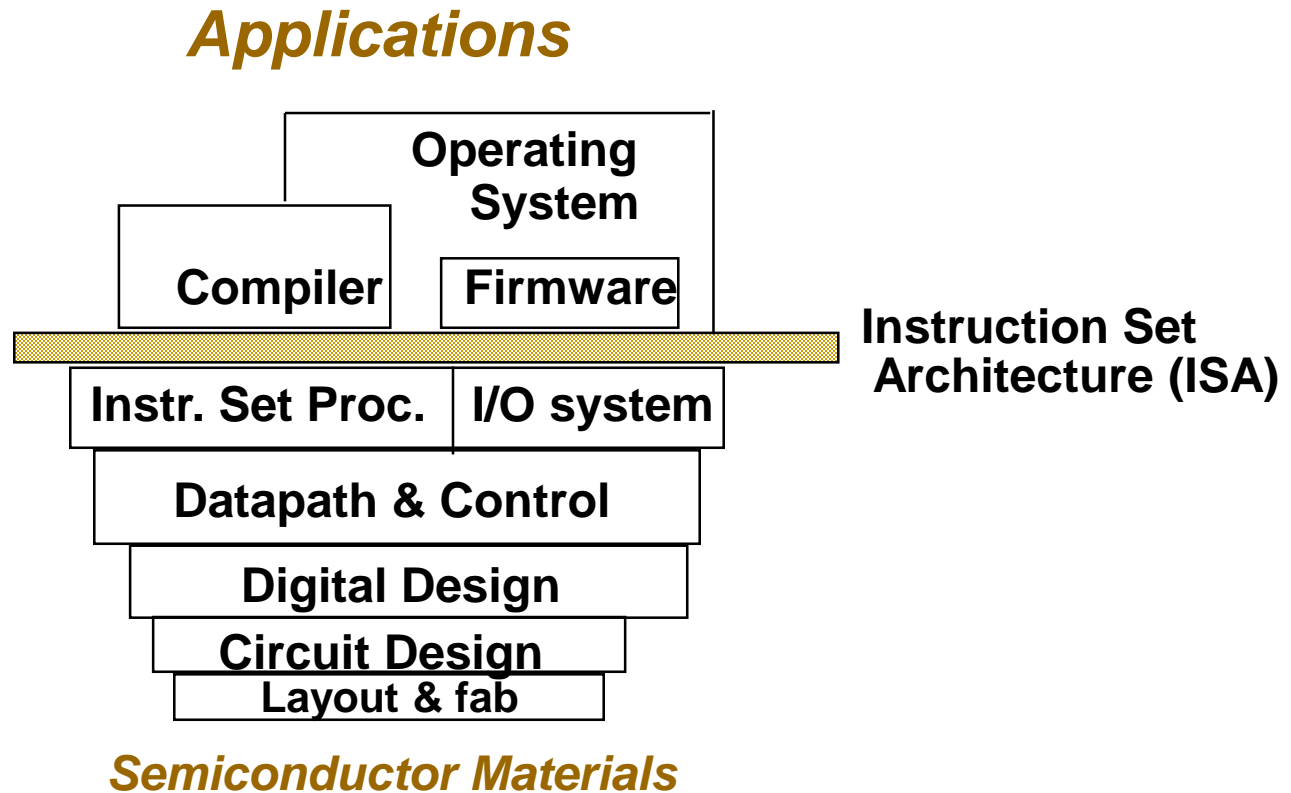 Applications
Operating
System
Compiler
Firmware
Instruction Set
Architecture (ISA)
Instr. Set Proc.
I/O system
Datapath & Control
Digital Design
Circuit Design
Layout & fab
Semiconductor Materials